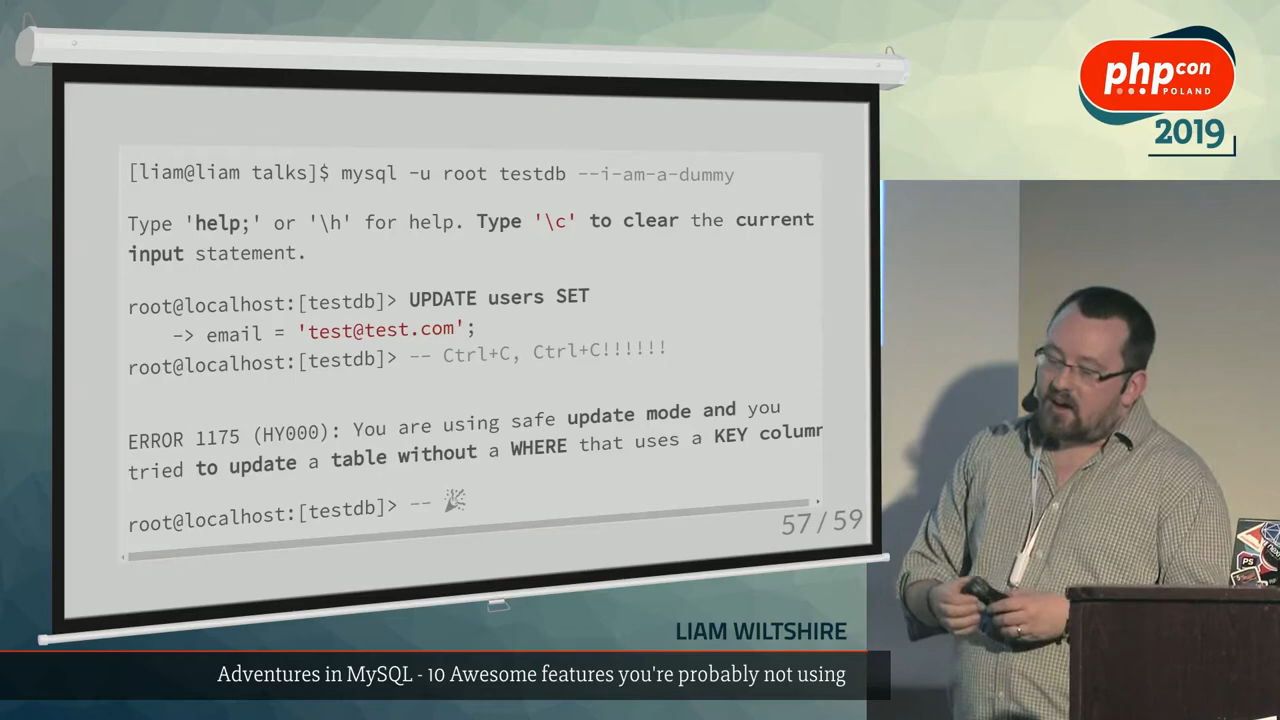 php con
POLAND
2019
[liam@liam talks]$ mysql -u root testdb --i-am-a-dummy
Type 'help;' or '\h' for help. Type '\c' to clear the current
input statement.
root@localhost:[testdb]> UPDATE users SET
-> email = 'test@test.com';
root@localhost:[testdb]> -- Ctrl+C, Ctrl+C!!!!!!
ERROR 1175 (HY000): You are using safe update mode and you
tried to update a table without a WHERE that uses a KEY column
root@localhost:[testdb]> -- 🎉
57 / 59
LIAM WILTSHIRE
Adventures in MySQL - 10 Awesome features you're probably not using
PS